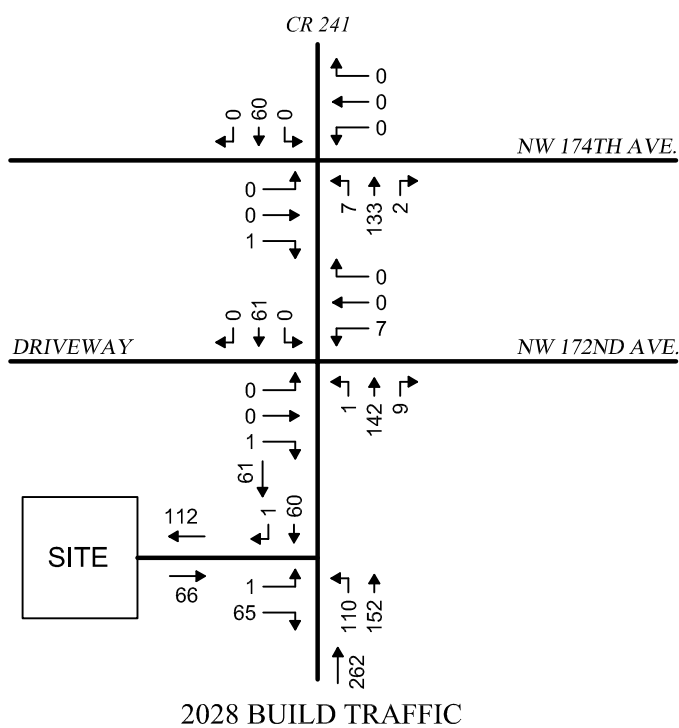 CR 241
0
0
0
0 60 0
NW 174TH AVE.
0
0
1
7 133 2
0
0
7
0 61 0
DRIVEWAY
NW 172ND AVE.
0
0
1
1 142 9
61
1 60
112
SITE
66
1
65
110 152
262
2028 BUILD TRAFFIC